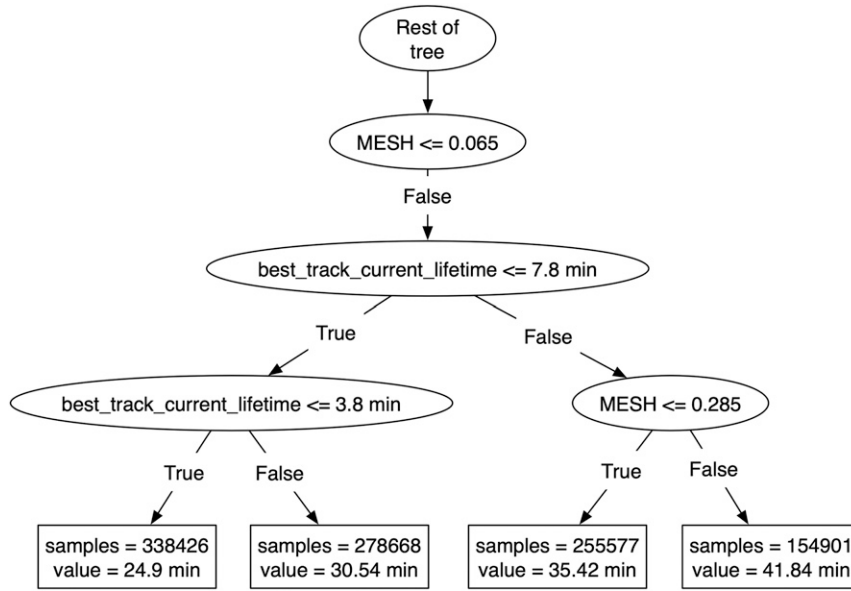 Rest of
tree
MESH <= 0.065
False
best_track_current_lifetime <= 7.8 min
True
False
best_track_current_lifetime <= 3.8 min
MESH <= 0.285
True
False
True
False
samples = 338426
value = 24.9 min
samples = 278668
value = 30.54 min
samples = 255577
value = 35.42 min
samples = 154901
value = 41.84 min